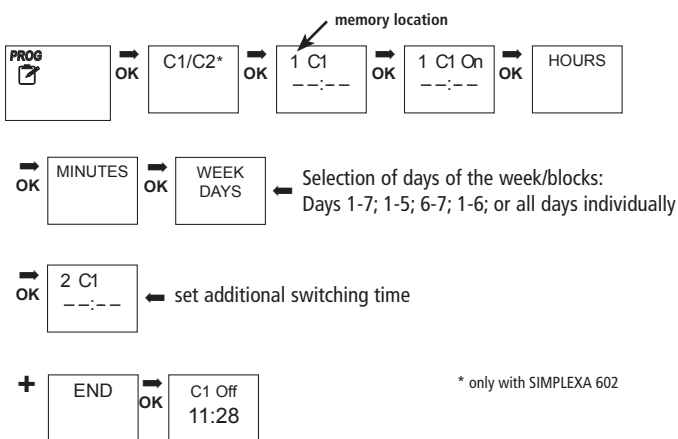 memory location
PROG
OK
C1/C2*
OK
1 C1
--:--
OK
1 C1 On
--:--
OK
HOURS
OK
MINUTES
OK
WEEK
DAYS
Selection of days of the week/blocks:
Days 1-7; 1-5; 6-7; 1-6; or all days individually
OK
2 C1
--:--
set additional switching time
+
END
OK
C1 Off
11:28
* only with SIMPLEXA 602